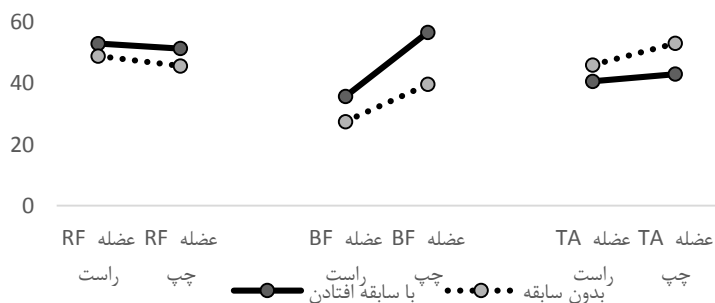 60
40
20
0
عضله RF راست
عضله RF چپ
عضله BF راست
عضله BF چپ
عضله TA راست
عضله TA چپ
با سابقه افتادن
بدون سابقه